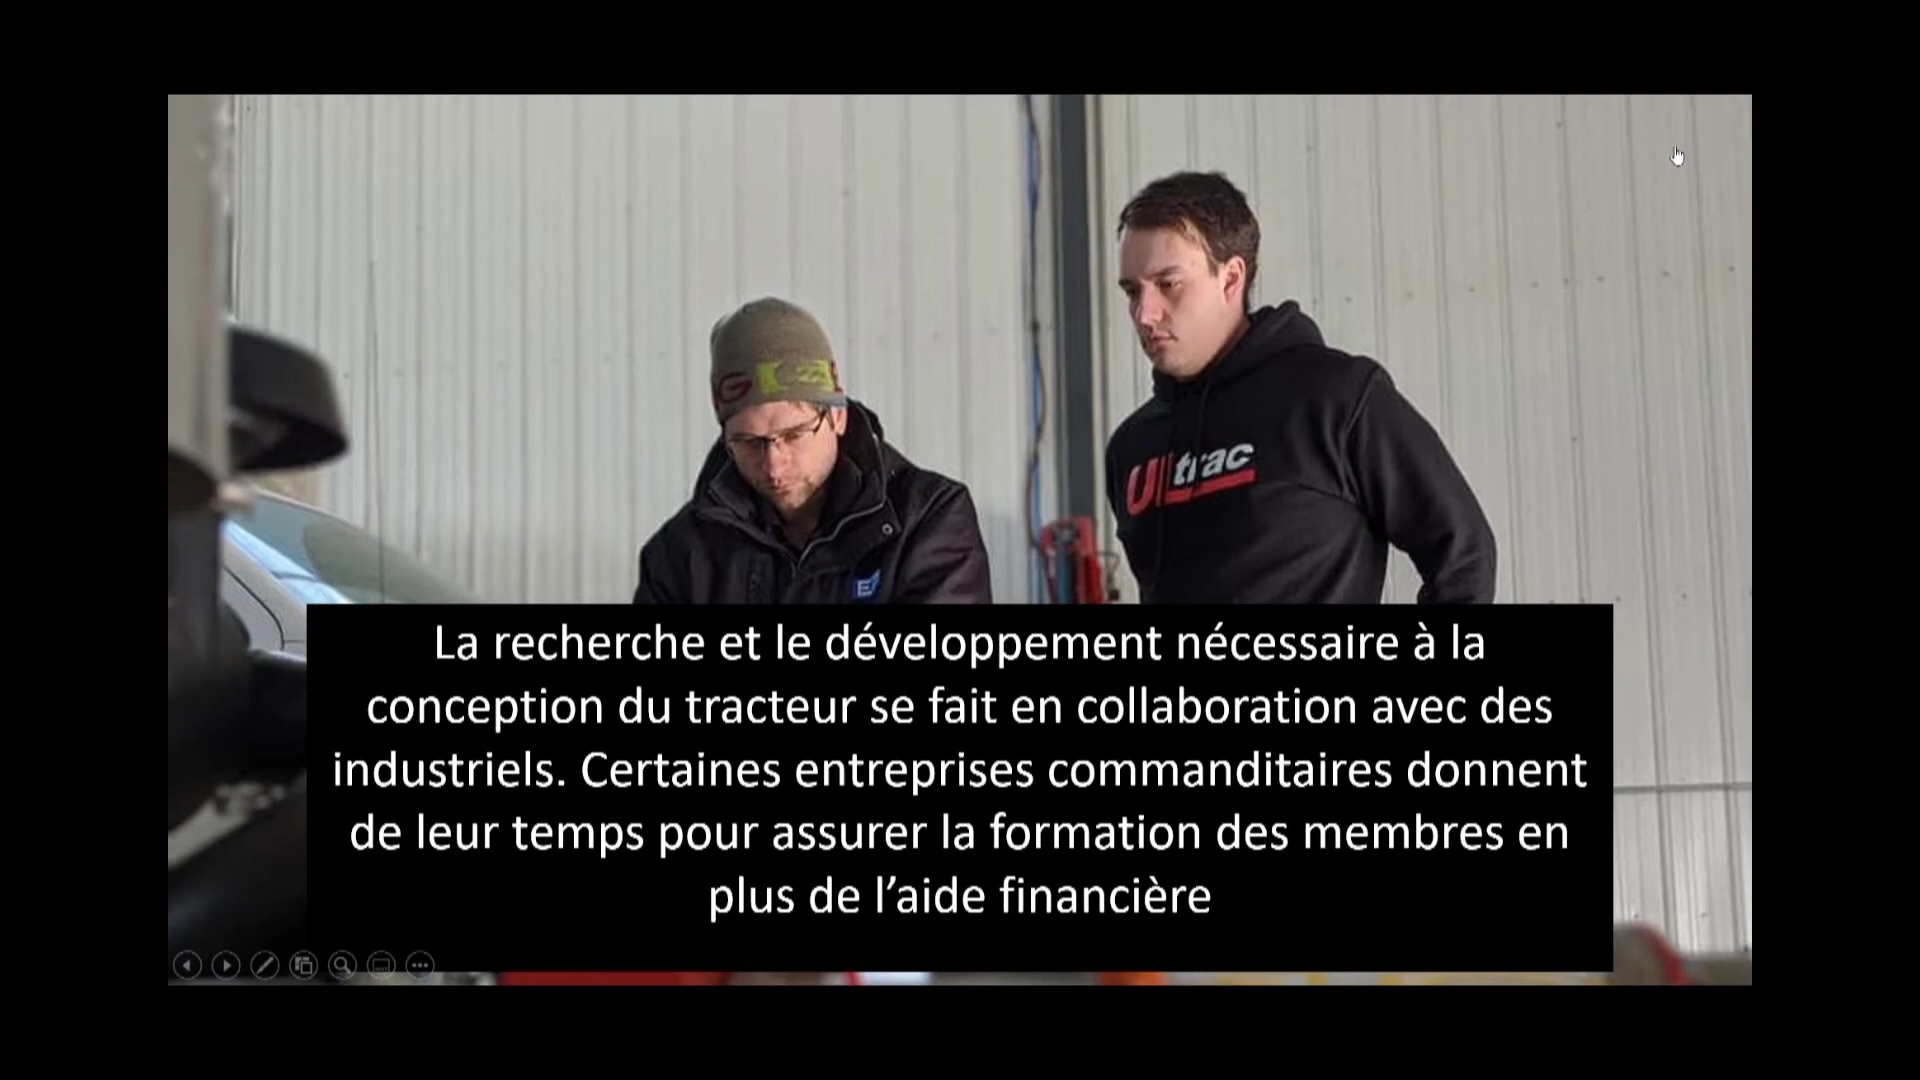 G
trac
E
La recherche et le développement nécessaire à la
conception du tracteur se fait en collaboration avec des
industriels. Certaines entreprises commanditaires donnent
de leur temps pour assurer la formation des membres en
plus de l’aide financière